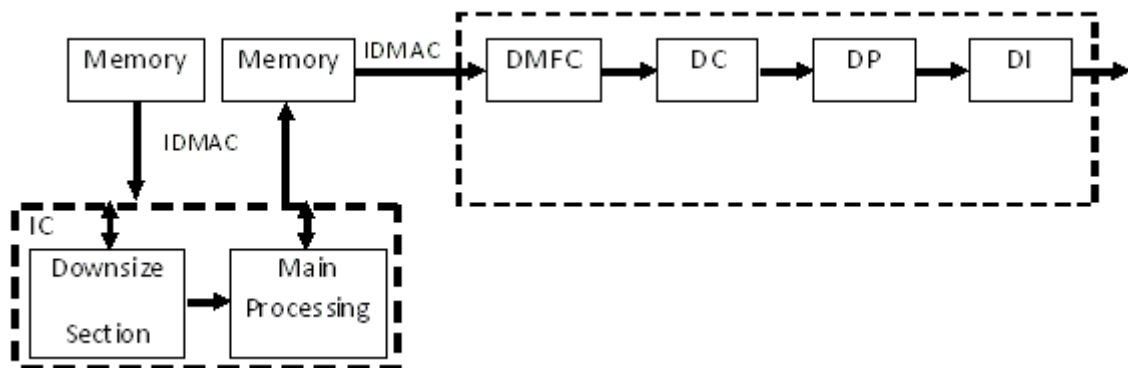 Memory
Memory
IDMAC
DMFC
DC
DP
DI
IDMAC
IC
Downsize
Section
Main
Processing